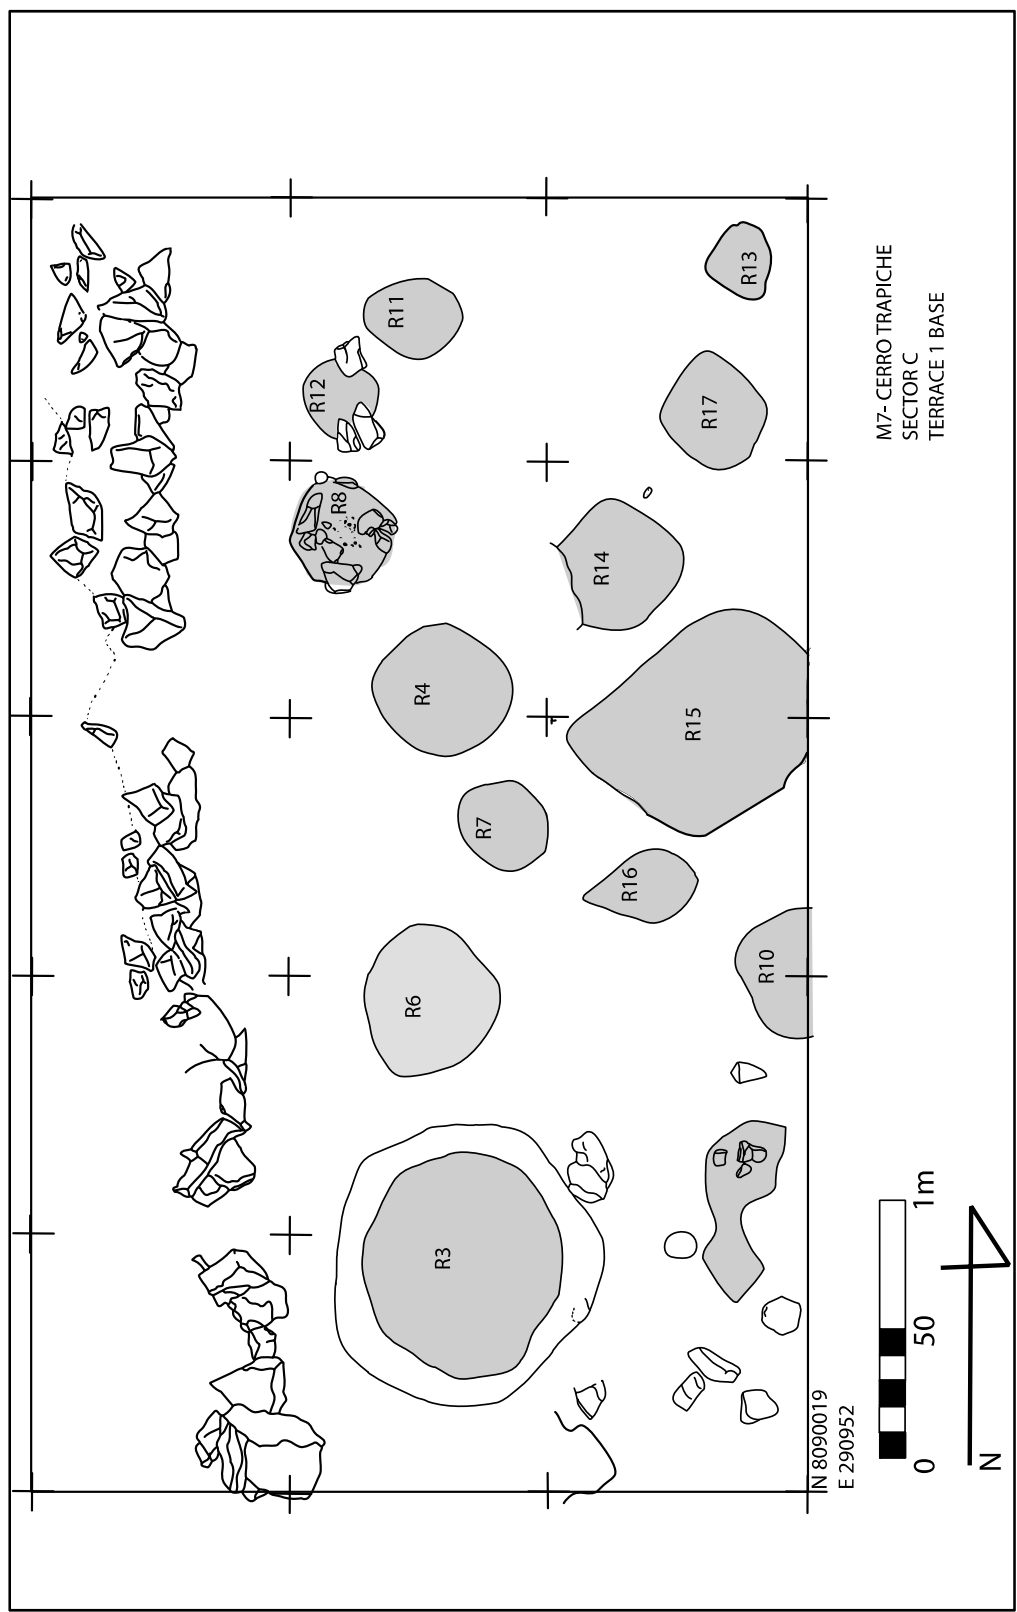 M7- CERRO TRAPICHE
SECTOR C
TERRACE 1 BASE
R13
R11
R12
R17
R8
R14
R4
R15
R7
R16
R10
R6
R3
N 8090019
E 290952
0
50
1m
N